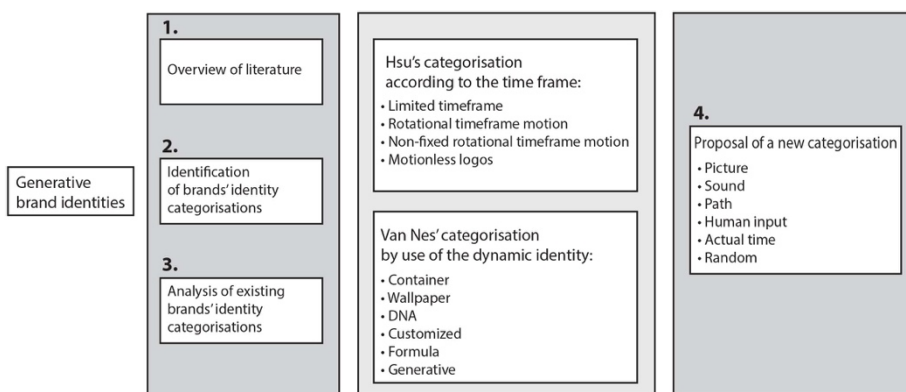 Generative
brand identities
1.
Overview of literature
2.
Identification
of brands' identity
categorisations
3.
Analysis of existing
brands' identity
categorisations
Hsu's categorisation
according to the time frame:
• Limited timeframe
• Rotational timeframe motion
• Non-fixed rotational timeframe motion
• Motionless logos
Van Nes' categorisation
by use of the dynamic identity:
• Container
• Wallpaper
• DNA
• Customized
• Formula
• Generative
4.
Proposal of a new categorisation
• Picture
• Sound
• Path
• Human input
• Actual time
• Random